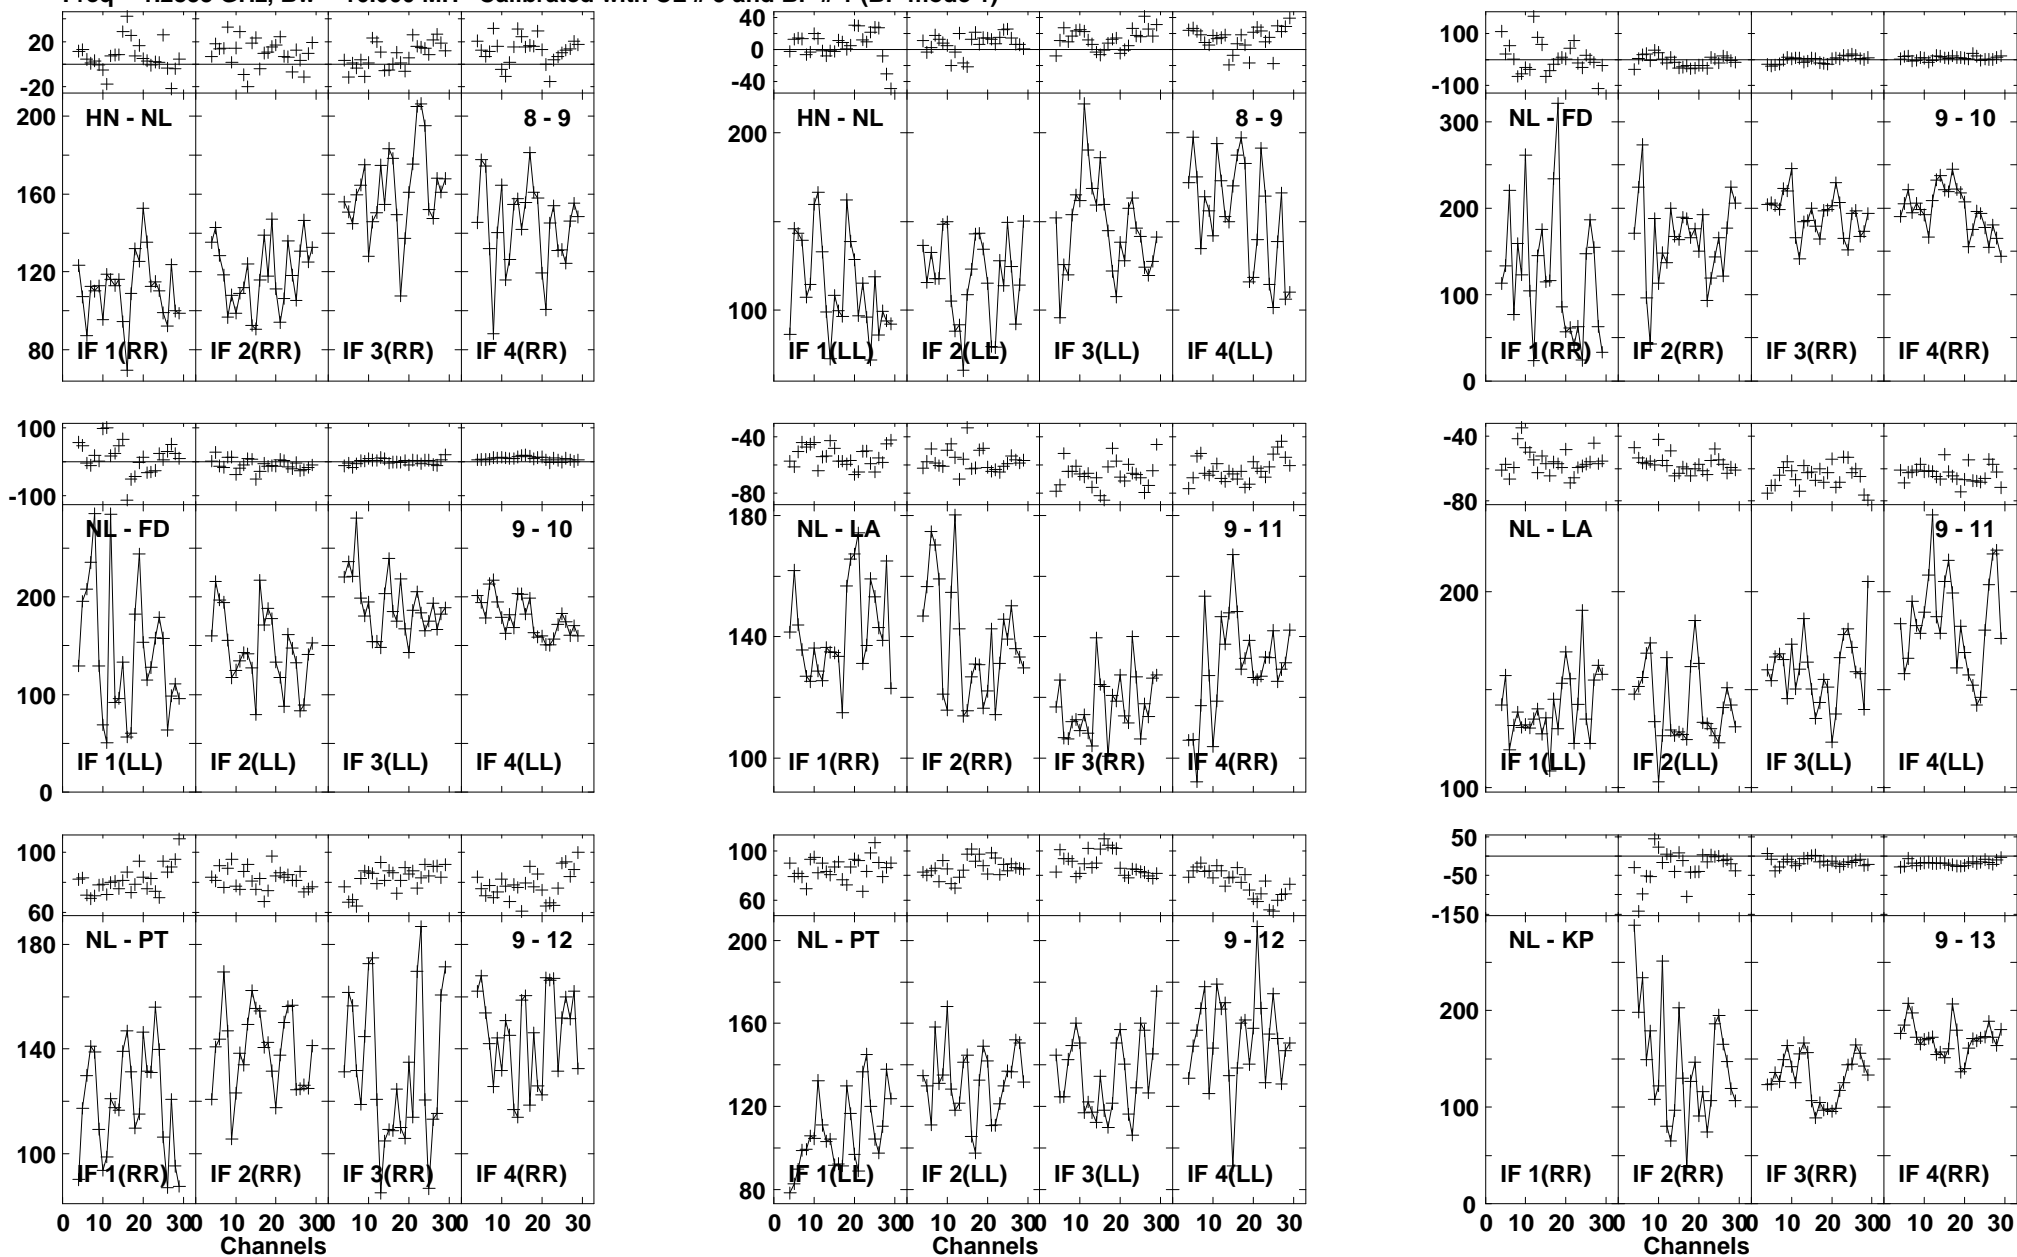 20
0
-20
200
160
120
80
HN - NL
8 - 9
IF 1(RR)
IF 2(RR)
IF 3(RR)
IF 4(RR)
40
0
-40
200
100
HN - NL
8 - 9
IF 1(LL)
IF 2(LL)
IF 3(LL)
IF 4(LL)
100
0
-100
300
200
100
0
NL - FD
9 - 10
IF 1(RR)
IF 2(RR)
IF 3(RR)
IF 4(RR)
100
0
-100
200
100
0
NL - FD
9 - 10
IF 1(LL)
IF 2(LL)
IF 3(LL)
IF 4(LL)
-40
-80
180
140
100
NL - LA
9 - 11
IF 1(RR)
IF 2(RR)
IF 3(RR)
IF 4(RR)
-40
-80
200
100
NL - LA
9 - 11
IF 1(LL)
IF 2(LL)
IF 3(LL)
IF 4(LL)
100
60
180
140
100
NL - PT
9 - 12
IF 1(RR)
IF 2(RR)
IF 3(RR)
IF 4(RR)
0 10 20 30 0 10 20 30 0 10 20 30 0 10 20 30
Channels
100
60
200
160
120
80
NL - PT
9 - 12
IF 1(LL)
IF 2(LL)
IF 3(LL)
IF 4(LL)
0 10 20 30 0 10 20 30 0 10 20 30 0 10 20 30
Channels
50
-50
-150
200
100
0
NL - KP
9 - 13
IF 1(RR)
IF 2(RR)
IF 3(RR)
IF 4(RR)
0 10 20 30 0 10 20 30 0 10 20 30 0 10 20 30
Channels